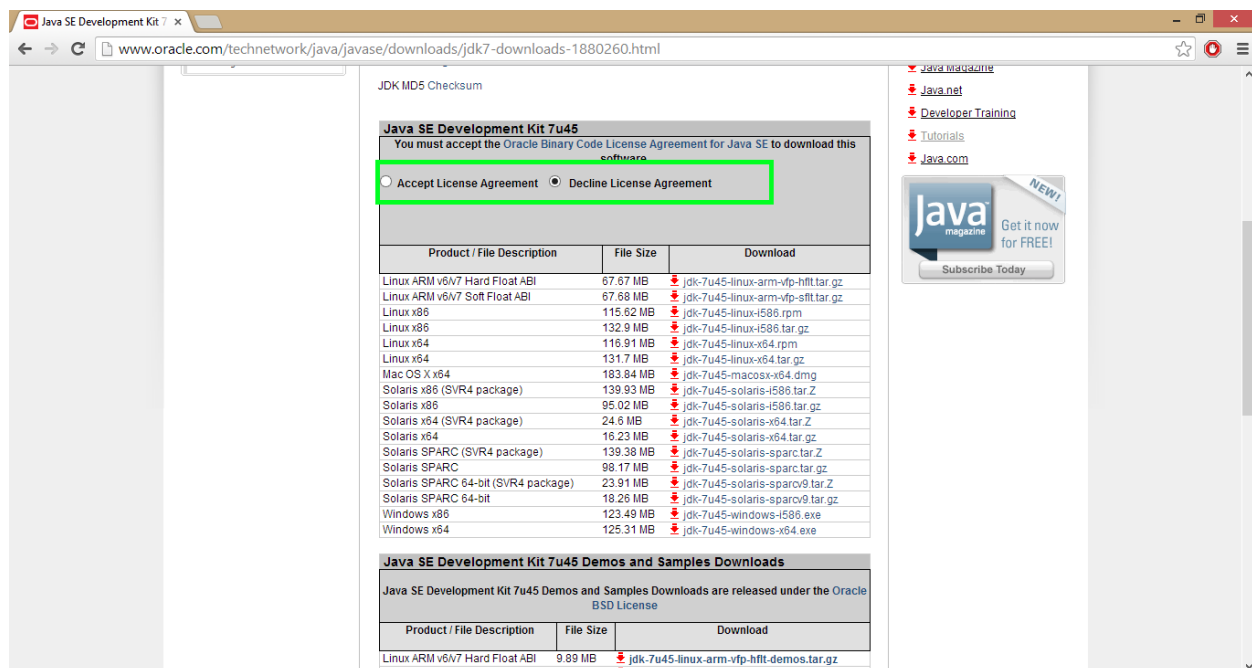 Java SE Development Kit 7
www.oracle.com/technetwork/java/javase/downloads/jdk7-downloads-1880260.html
JDK MD5 Checksum
Java SE Development Kit 7u45
You must accept the Oracle Binary Code License Agreement for Java SE to download this
software.
Accept License Agreement Decline License Agreement
Product / File Description File Size Download
Linux ARM v6/v7 Hard Float ABI 67.67 MB jdk-7u45-linux-arm-vfp-hflt.tar.gz
Linux ARM v6/v7 Soft Float ABI 67.68 MB jdk-7u45-linux-arm-vfp-sflt.tar.gz
Linux x86 115.62 MB jdk-7u45-linux-i586.rpm
Linux x86 132.9 MB jdk-7u45-linux-i586.tar.gz
Linux x64 116.91 MB jdk-7u45-linux-x64.rpm
Linux x64 131.7 MB jdk-7u45-linux-x64.tar.gz
Mac OS X x64 183.84 MB jdk-7u45-macosx-x64.dmg
Solaris x86 (SVR4 package) 139.93 MB jdk-7u45-solaris-i586.tar.Z
Solaris x86 95.02 MB jdk-7u45-solaris-i586.tar.gz
Solaris x64 (SVR4 package) 24.6 MB jdk-7u45-solaris-x64.tar.Z
Solaris x64 16.23 MB jdk-7u45-solaris-x64.tar.gz
Solaris SPARC (SVR4 package) 139.38 MB jdk-7u45-solaris-sparc.tar.Z
Solaris SPARC 98.17 MB jdk-7u45-solaris-sparc.tar.gz
Solaris SPARC 64-bit (SVR4 package) 23.91 MB jdk-7u45-solaris-sparcv9.tar.Z
Solaris SPARC 64-bit 18.26 MB jdk-7u45-solaris-sparcv9.tar.gz
Windows x86 123.49 MB jdk-7u45-windows-i586.exe
Windows x64 125.31 MB jdk-7u45-windows-x64.exe
Java SE Development Kit 7u45 Demos and Samples Downloads
Java SE Development Kit 7u45 Demos and Samples Downloads are released under the Oracle
BSD License
Product / File Description File Size Download
Linux ARM v6/v7 Hard Float ABI 9.89 MB jdk-7u45-linux-arm-vfp-hflt-demos.tar.gz
Java Magazine
Java.net
Developer Training
Tutorials
Java.com
NEW!
Java
magazine
Get it now
for FREE!
Subscribe Today